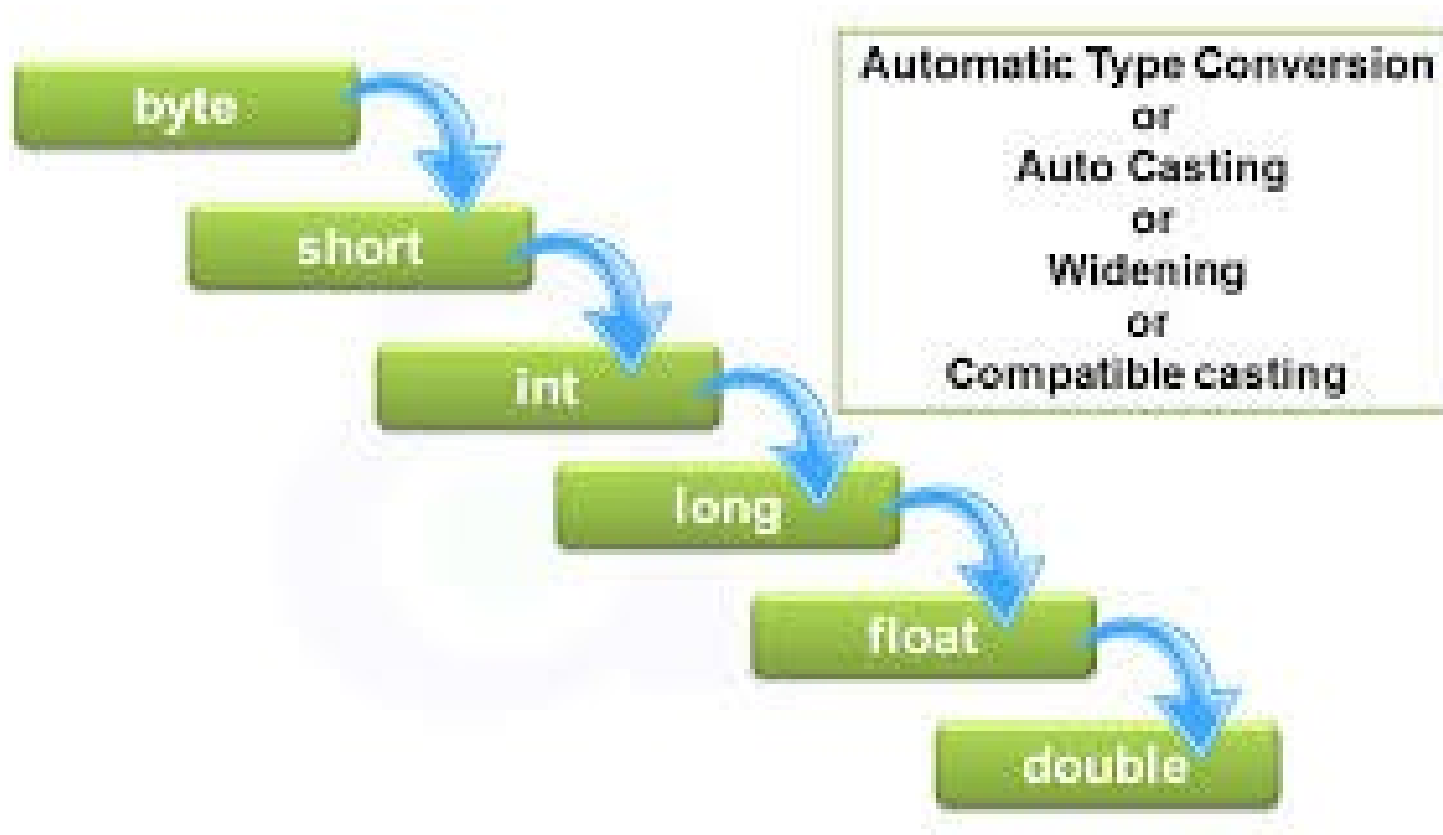 byte
short
int
long
float
double
Automatic Type Conversion
or
Auto Casting
or
Widening
or
Compatible casting